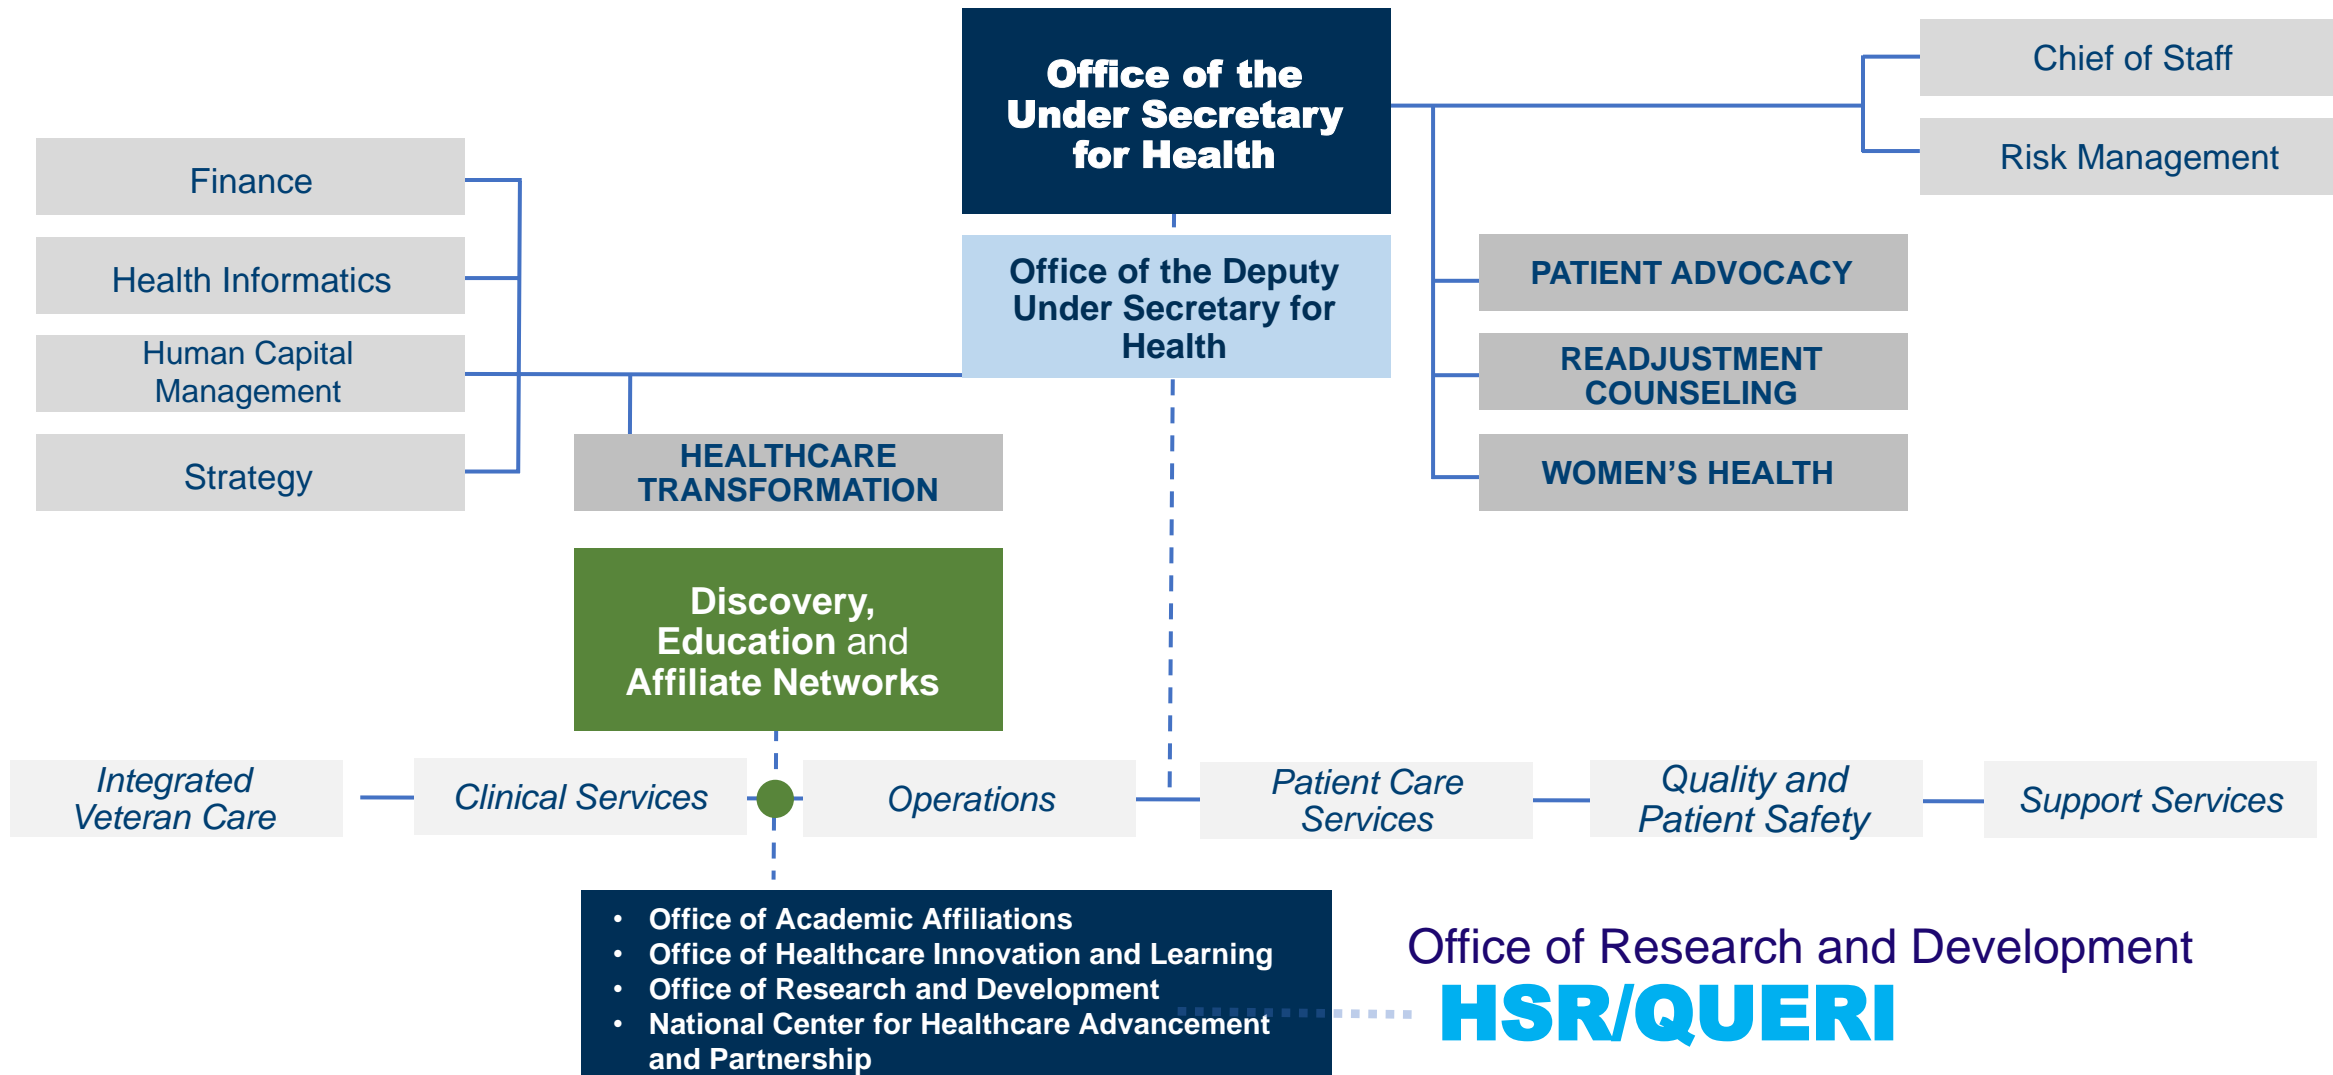 Office of the
Under Secretary
for Health
Chief of Staff
Risk Management
Finance
Health Informatics
Human Capital
Management
Strategy
Office of the Deputy
Under Secretary for
Health
PATIENT ADVOCACY
READJUSTMENT
COUNSELING
WOMEN’S HEALTH
HEALTHCARE
TRANSFORMATION
Discovery,
Education and
Affiliate Networks
Integrated
Veteran Care
Clinical Services
Operations
Patient Care
Services
Quality and
Patient Safety
Support Services
• Office of Academic Affiliations
• Office of Healthcare Innovation and Learning
• Office of Research and Development
• National Center for Healthcare Advancement
and Partnership
Office of Research and Development
HSR/QUERI